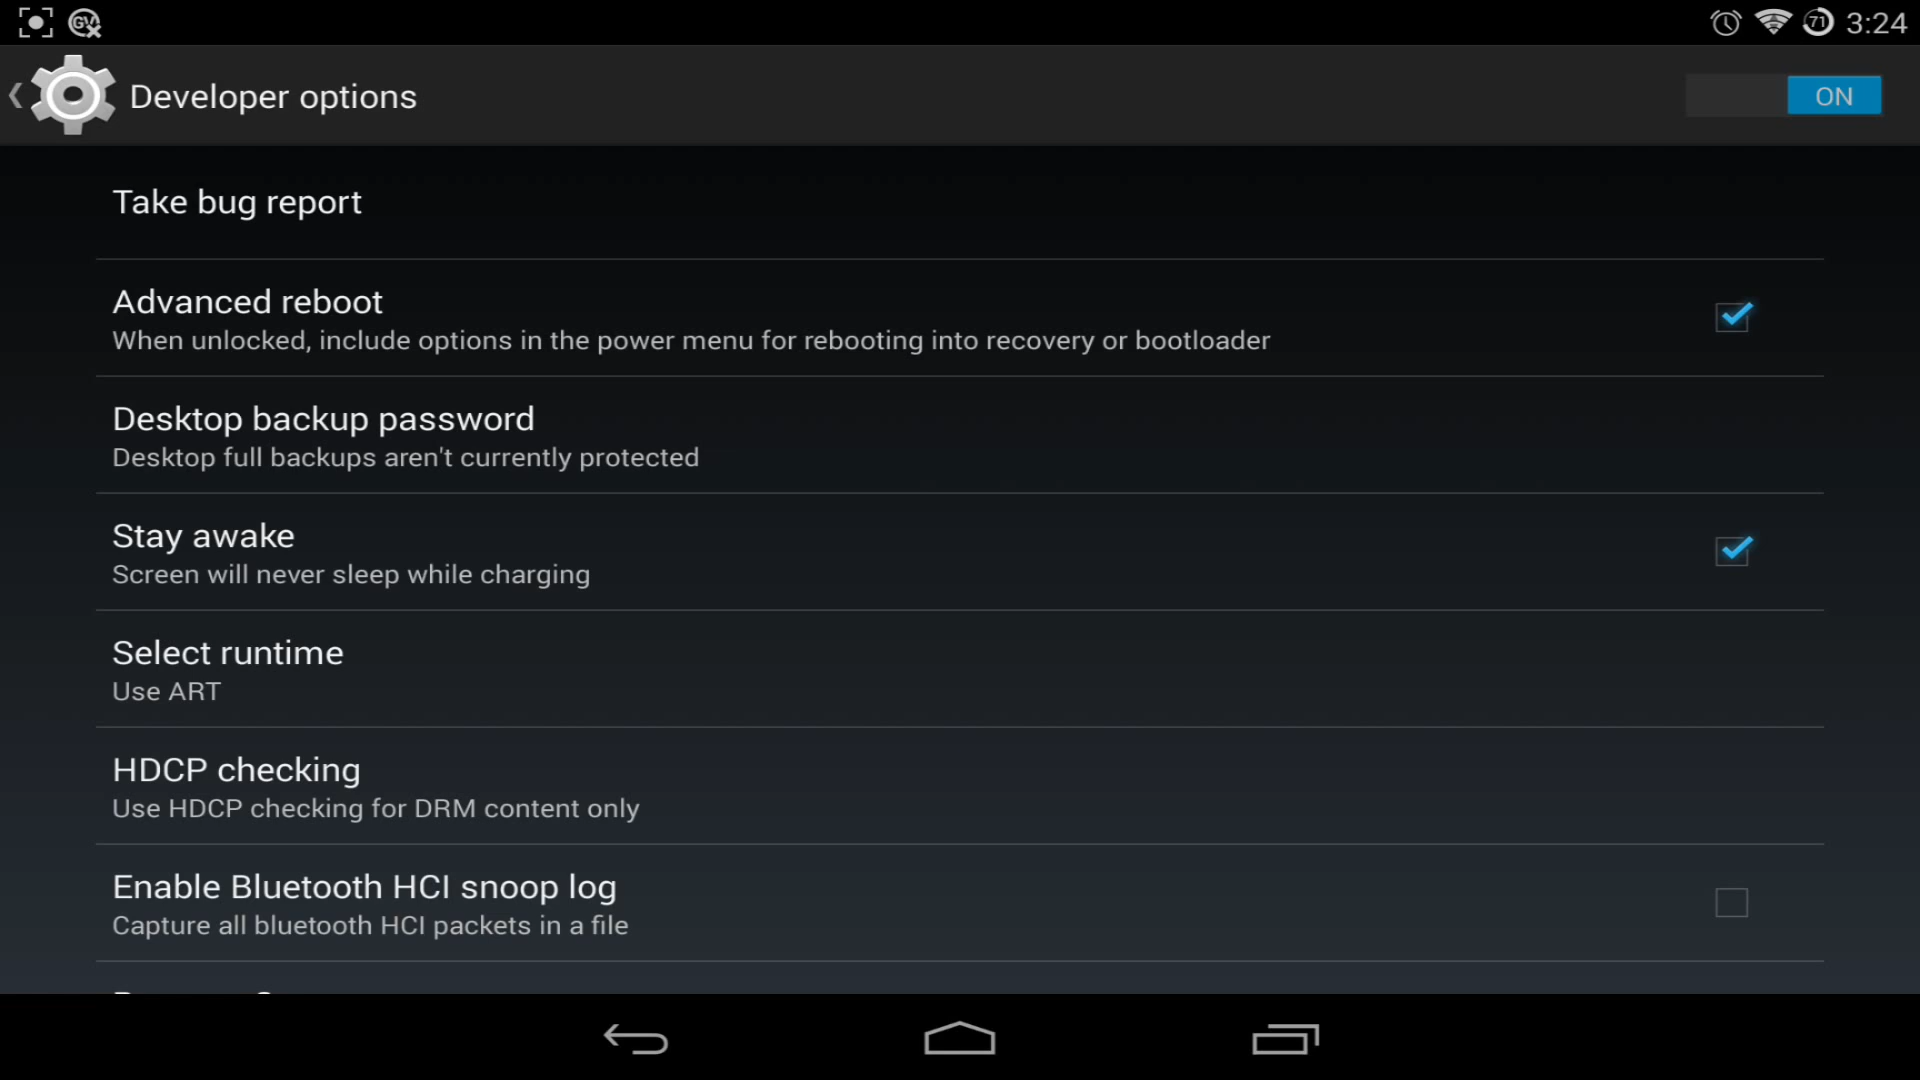 GV 71 3:24
Developer options ON
Take bug report
Advanced reboot
When unlocked, include options in the power menu for rebooting into recovery or bootloader
Desktop backup password
Desktop full backups aren't currently protected
Stay awake
Screen will never sleep while charging
Select runtime
Use ART
HDCP checking
Use HDCP checking for DRM content only
Enable Bluetooth HCI snoop log
Capture all bluetooth HCI packets in a file